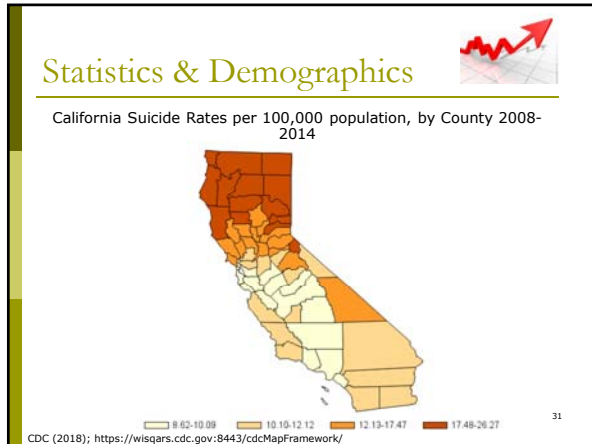 Statistics & Demographics
California Suicide Rates per 100,000 population, by County 2008-
2014
8.62-10.09
10.10-12.12
12.13-17.47
17.48-26.27
31
CDC (2018); https://wisqars.cdc.gov:8443/cdcMapFramework/